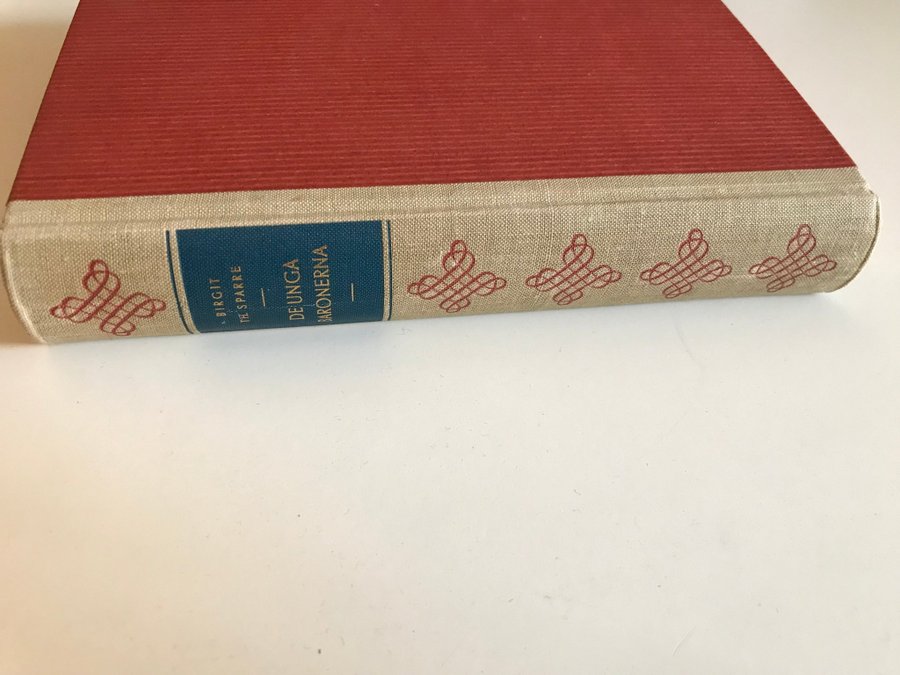 BIRGIT
TH. SPARRE
DE UNGA
BARONERNA